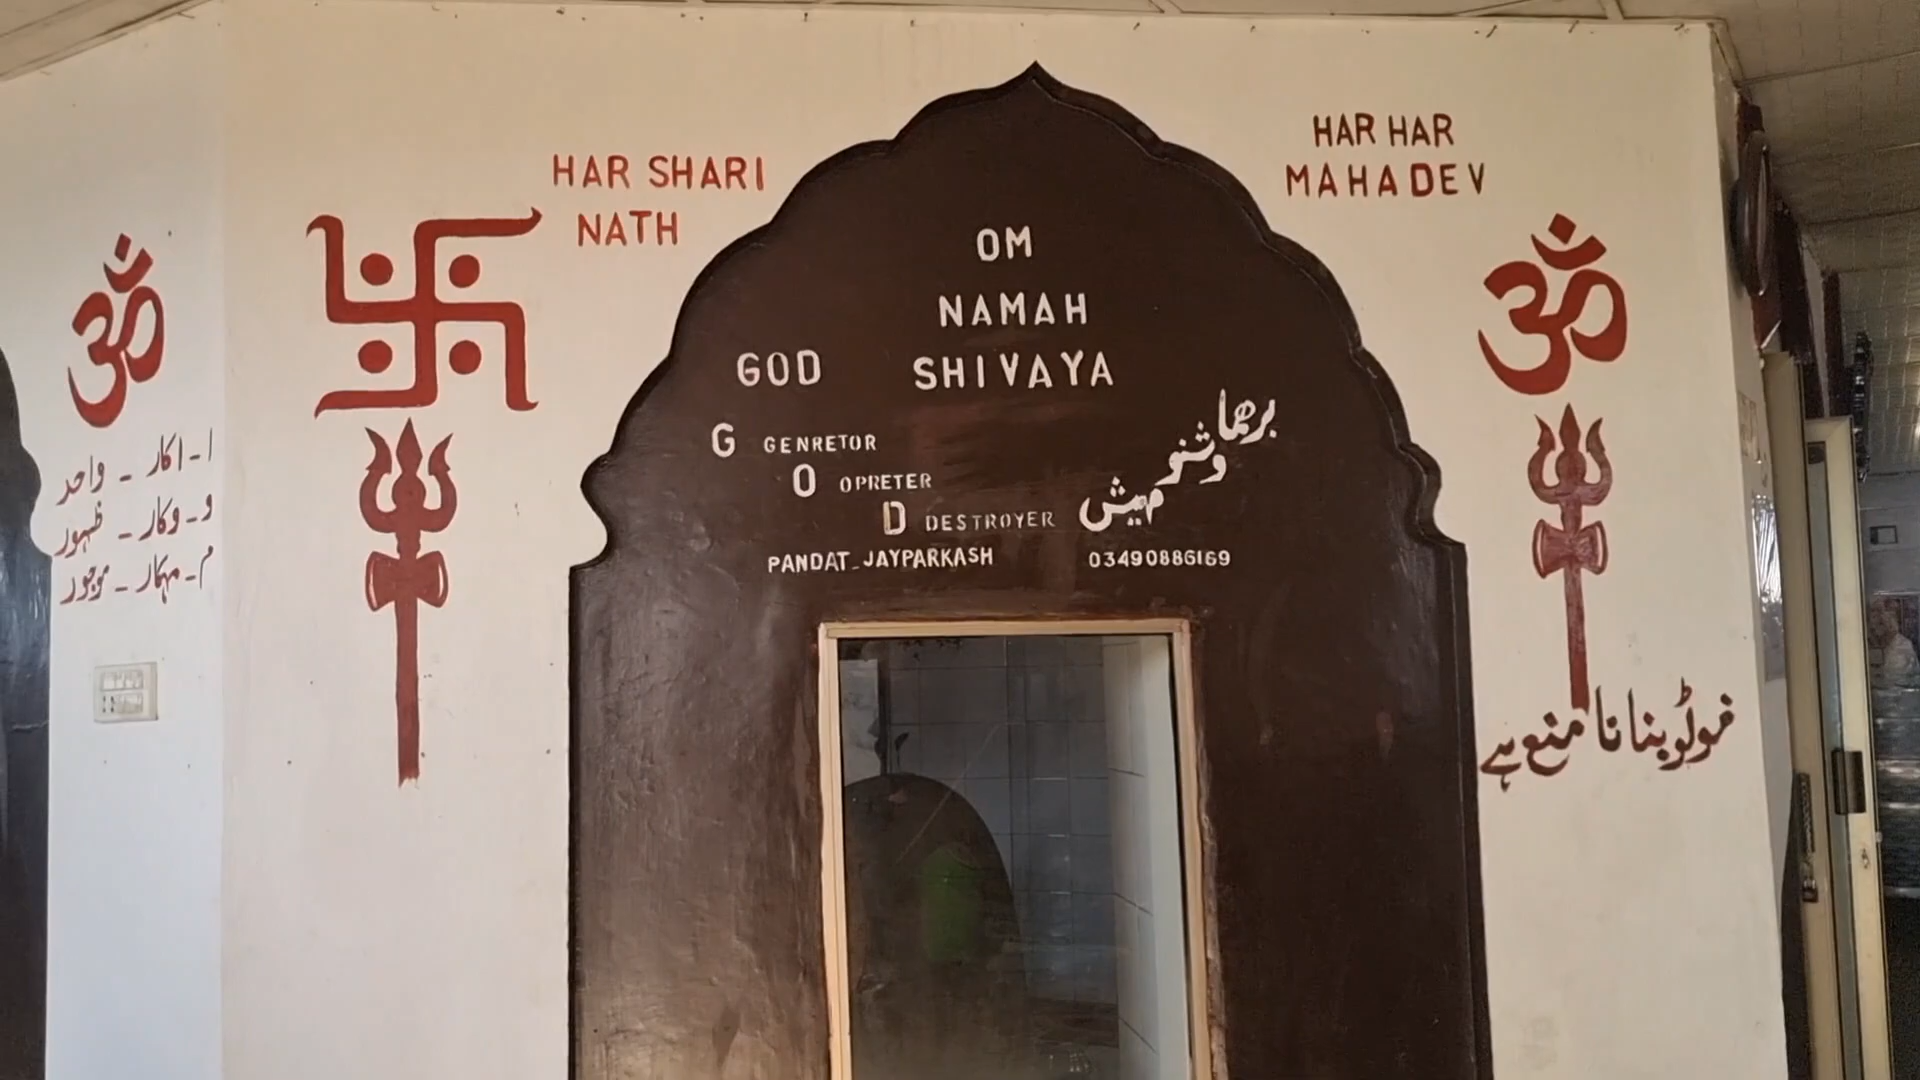 HAR SHARI
NATH
HAR HAR
MAHADEV
OM
NAMAH
SHIVAYA
GOD
G GENRETOR
O OPRETER
D DESTROYER
برھما
وشنو
میش
PANDAT_JAYPARKASH 03490886169
ॐ
ا - اکار - واحد
و - وکار - ظہور
م - مہکار - موجود
ॐ
فوٹو بنانا منع ہے